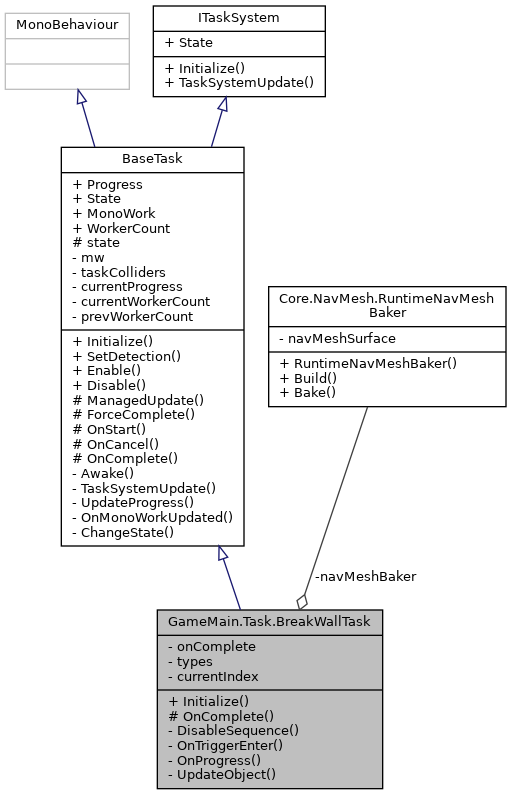 MonoBehaviour
ITaskSystem
+ State
+ Initialize()
+ TaskSystemUpdate()
BaseTask
+ Progress
+ State
+ MonoWork
+ WorkerCount
# state
- mw
- taskColliders
- currentProgress
- currentWorkerCount
- prevWorkerCount
+ Initialize()
+ SetDetection()
+ Enable()
+ Disable()
# ManagedUpdate()
# ForceComplete()
# OnStart()
# OnCancel()
# OnComplete()
- Awake()
- TaskSystemUpdate()
- UpdateProgress()
- OnMonoWorkUpdated()
- ChangeState()
Core.NavMesh.RuntimeNavMesh
Baker
- navMeshSurface
+ RuntimeNavMeshBaker()
+ Build()
+ Bake()
-navMeshBaker
GameMain.Task.BreakWallTask
- onComplete
- types
- currentIndex
+ Initialize()
# OnComplete()
- DisableSequence()
- OnTriggerEnter()
- OnProgress()
- UpdateObject()